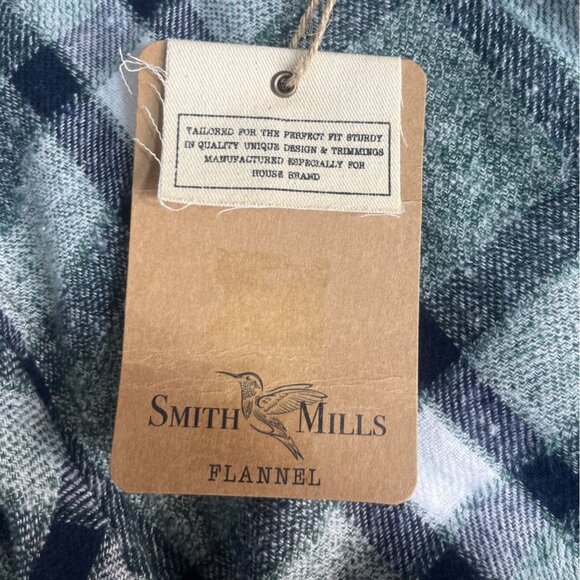 TAILORED FOR THE PERFECT FIT STURDY
IN QUALITY UNIQUE DESIGN & TRIMMINGS
MANUFACTURED ESPECIALLY FOR
HOUSE BRAND
SMITH MILLS
FLANNEL